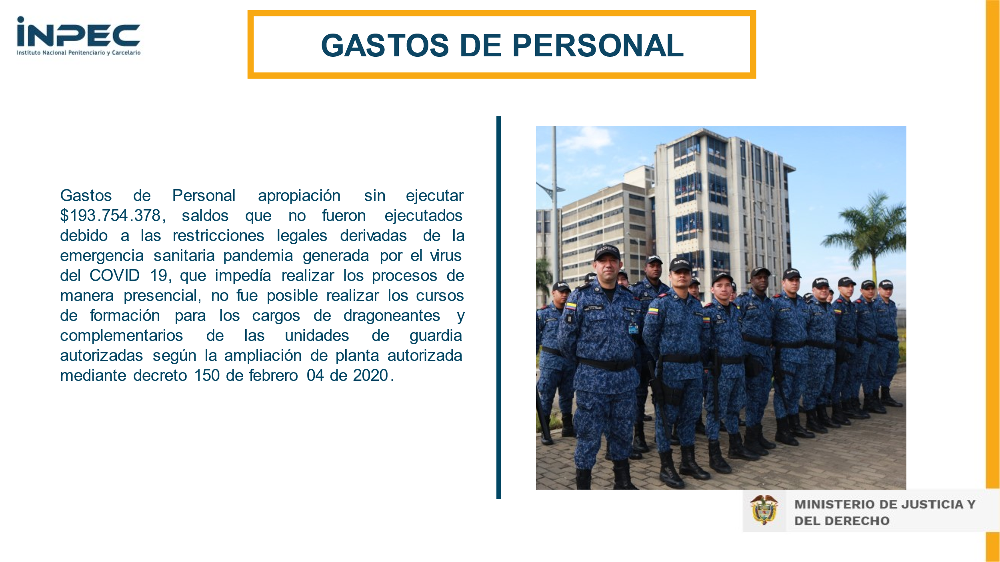 INPEC
Instituto Nacional Penitenciario y Carcelario
GASTOS DE PERSONAL
Gastos de Personal apropiación sin ejecutar
$193.754.378, saldos que no fueron ejecutados
debido a las restricciones legales derivadas de la
emergencia sanitaria pandemia generada por el virus
del COVID 19, que impedía realizar los procesos de
manera presencial, no fue posible realizar los cursos
de formación para los cargos de dragoneantes y
complementarios de las unidades de guardia
autorizadas según la ampliación de planta autorizada
mediante decreto 150 de febrero 04 de 2020.
INPEC
INPEC
MINISTERIO DE JUSTICIA Y
DEL DERECHO